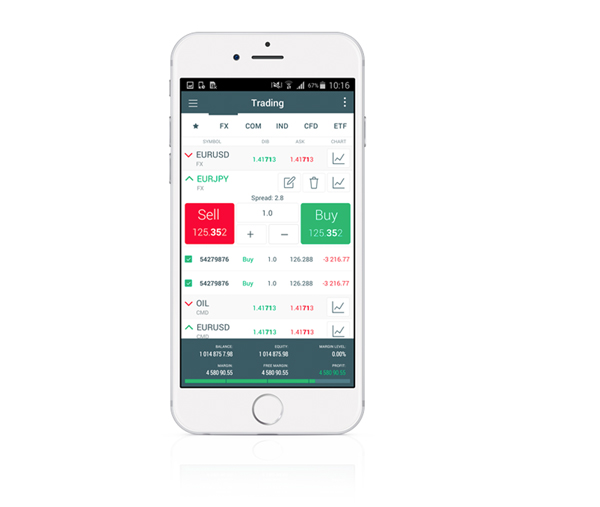 67% 10:16
Trading
FX COM IND CFD ETF
SYMBOL DIB ASK CHART
EURUSD 1.41713 1.41713
FX
EURJPY
FX
Spread: 2.8
Sell 1.0 Buy
125.352 + - 125.352
54279876 Buy 1.0 126.288 -3 216.77
54279876 Buy 1.0 126.288 -3 216.77
OIL 1.41713 1.41713
CMD
EURUSD 1.41713 1.41713
CMD
BALANCE: EQUITY: MARGIN LEVEL:
1 014 875 7.98 1 014 875.98 0.00%
MARGIN: FREE MARGIN: PROFIT:
4 580 90.55 4 580 90.55 4 580 90.55